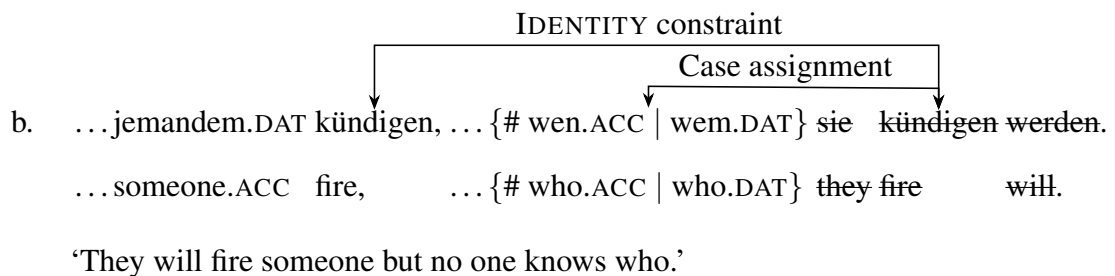 IDENTITY constraint
Case assignment
b. …jemandem.DAT kündigen, …{# wen.ACC | wem.DAT} sie kündigen werden.
…someone.ACC fire, …{# who.ACC | who.DAT} they fire will.
‘They will fire someone but no one knows who.’